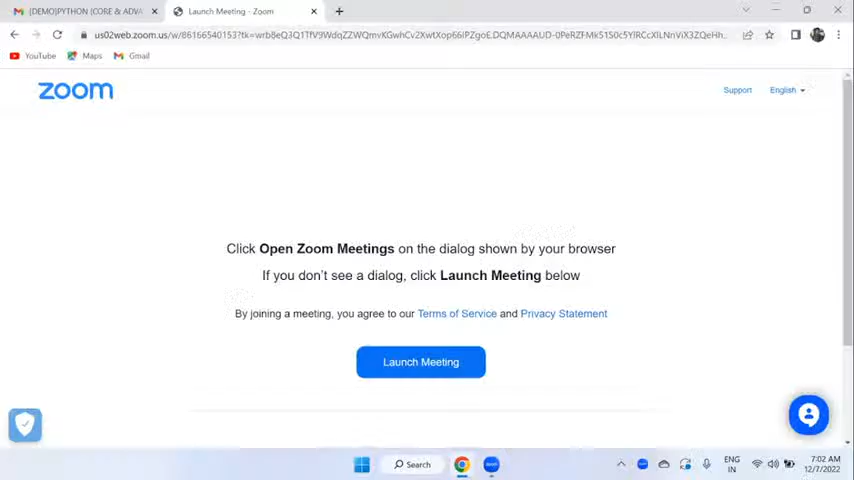 [DEMO]PYTHON (CORE & ADVA
Launch Meeting - Zoom
YouTube
Maps
Gmail
zoom
Support
English
Click Open Zoom Meetings on the dialog shown by your browser
If you don't see a dialog, click Launch Meeting below
By joining a meeting, you agree to our Terms of Service and Privacy Statement
Launch Meeting
Search
ENG
IN
7:02 AM
12/7/2022